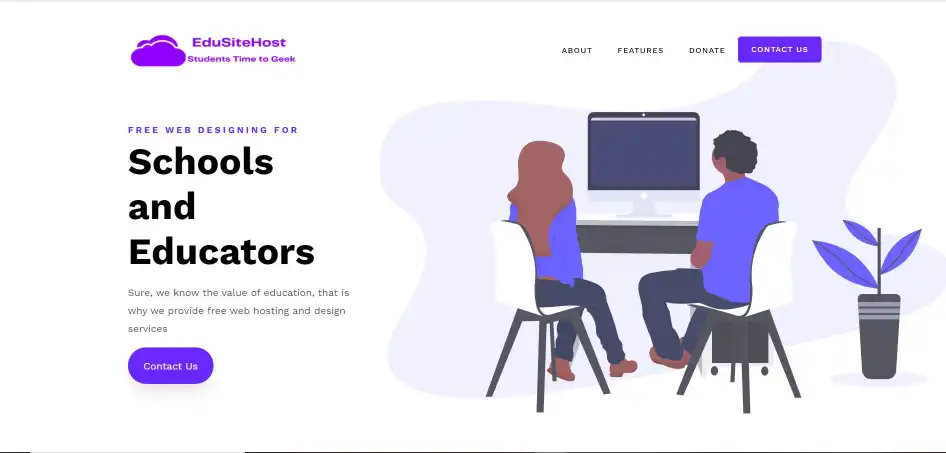 EduSiteHost
Students Time to Geek
ABOUT
FEATURES
DONATE
CONTACT US
FREE WEB DESIGNING FOR
Schools
and
Educators
Sure, we know the value of education, that is
why we provide free web hosting and design
services
Contact Us